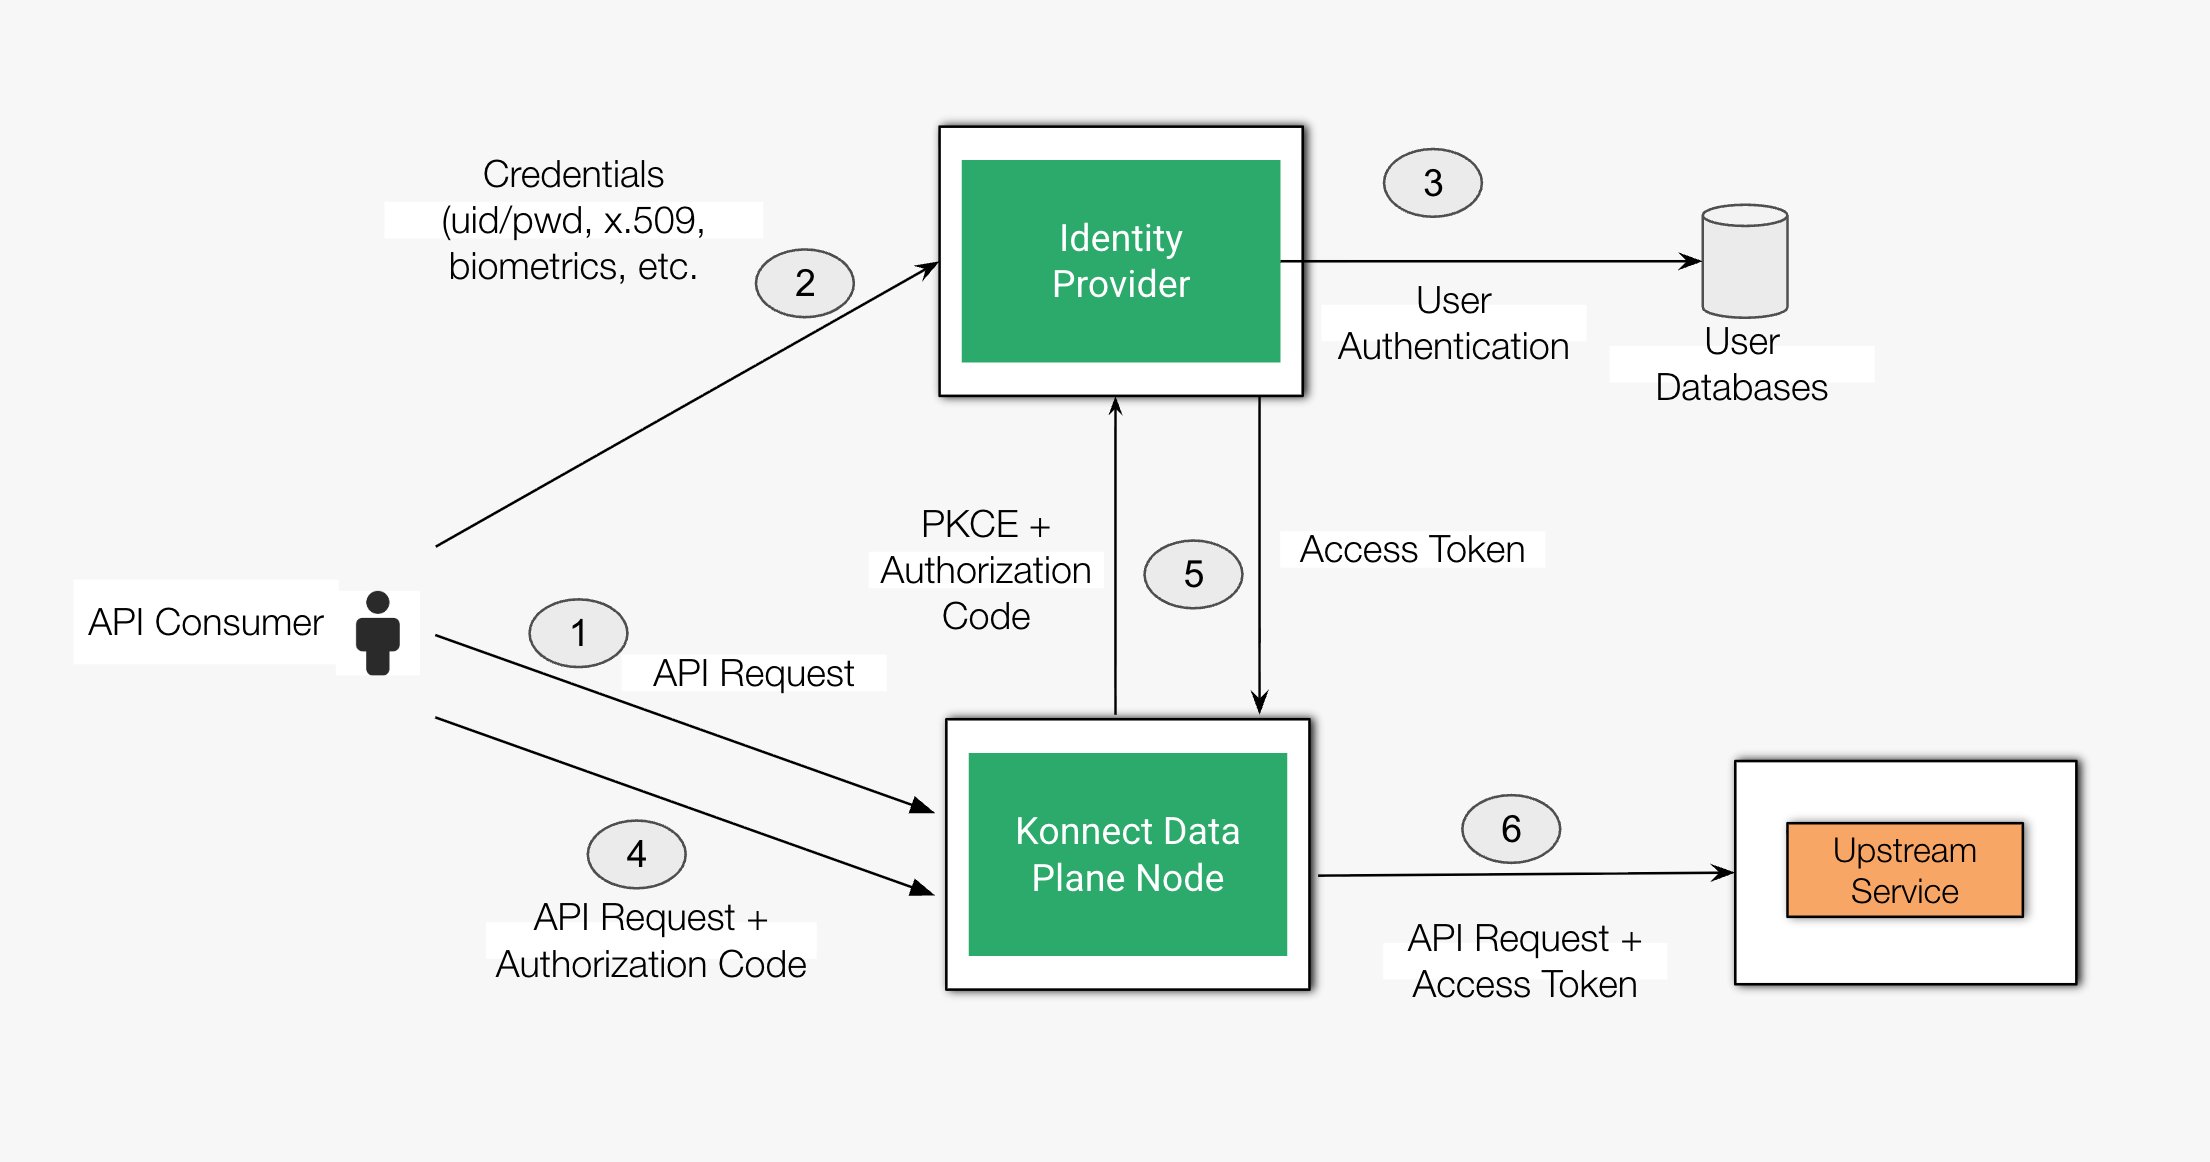 Credentials
(uid/pwd, x.509,
biometrics, etc.
2
Identity
Provider
3
User
Authentication
User
Databases
PKCE +
Authorization
Code
5
Access Token
API Consumer
1
API Request
4
API Request +
Authorization Code
Konnect Data
Plane Node
6
API Request +
Access Token
Upstream
Service